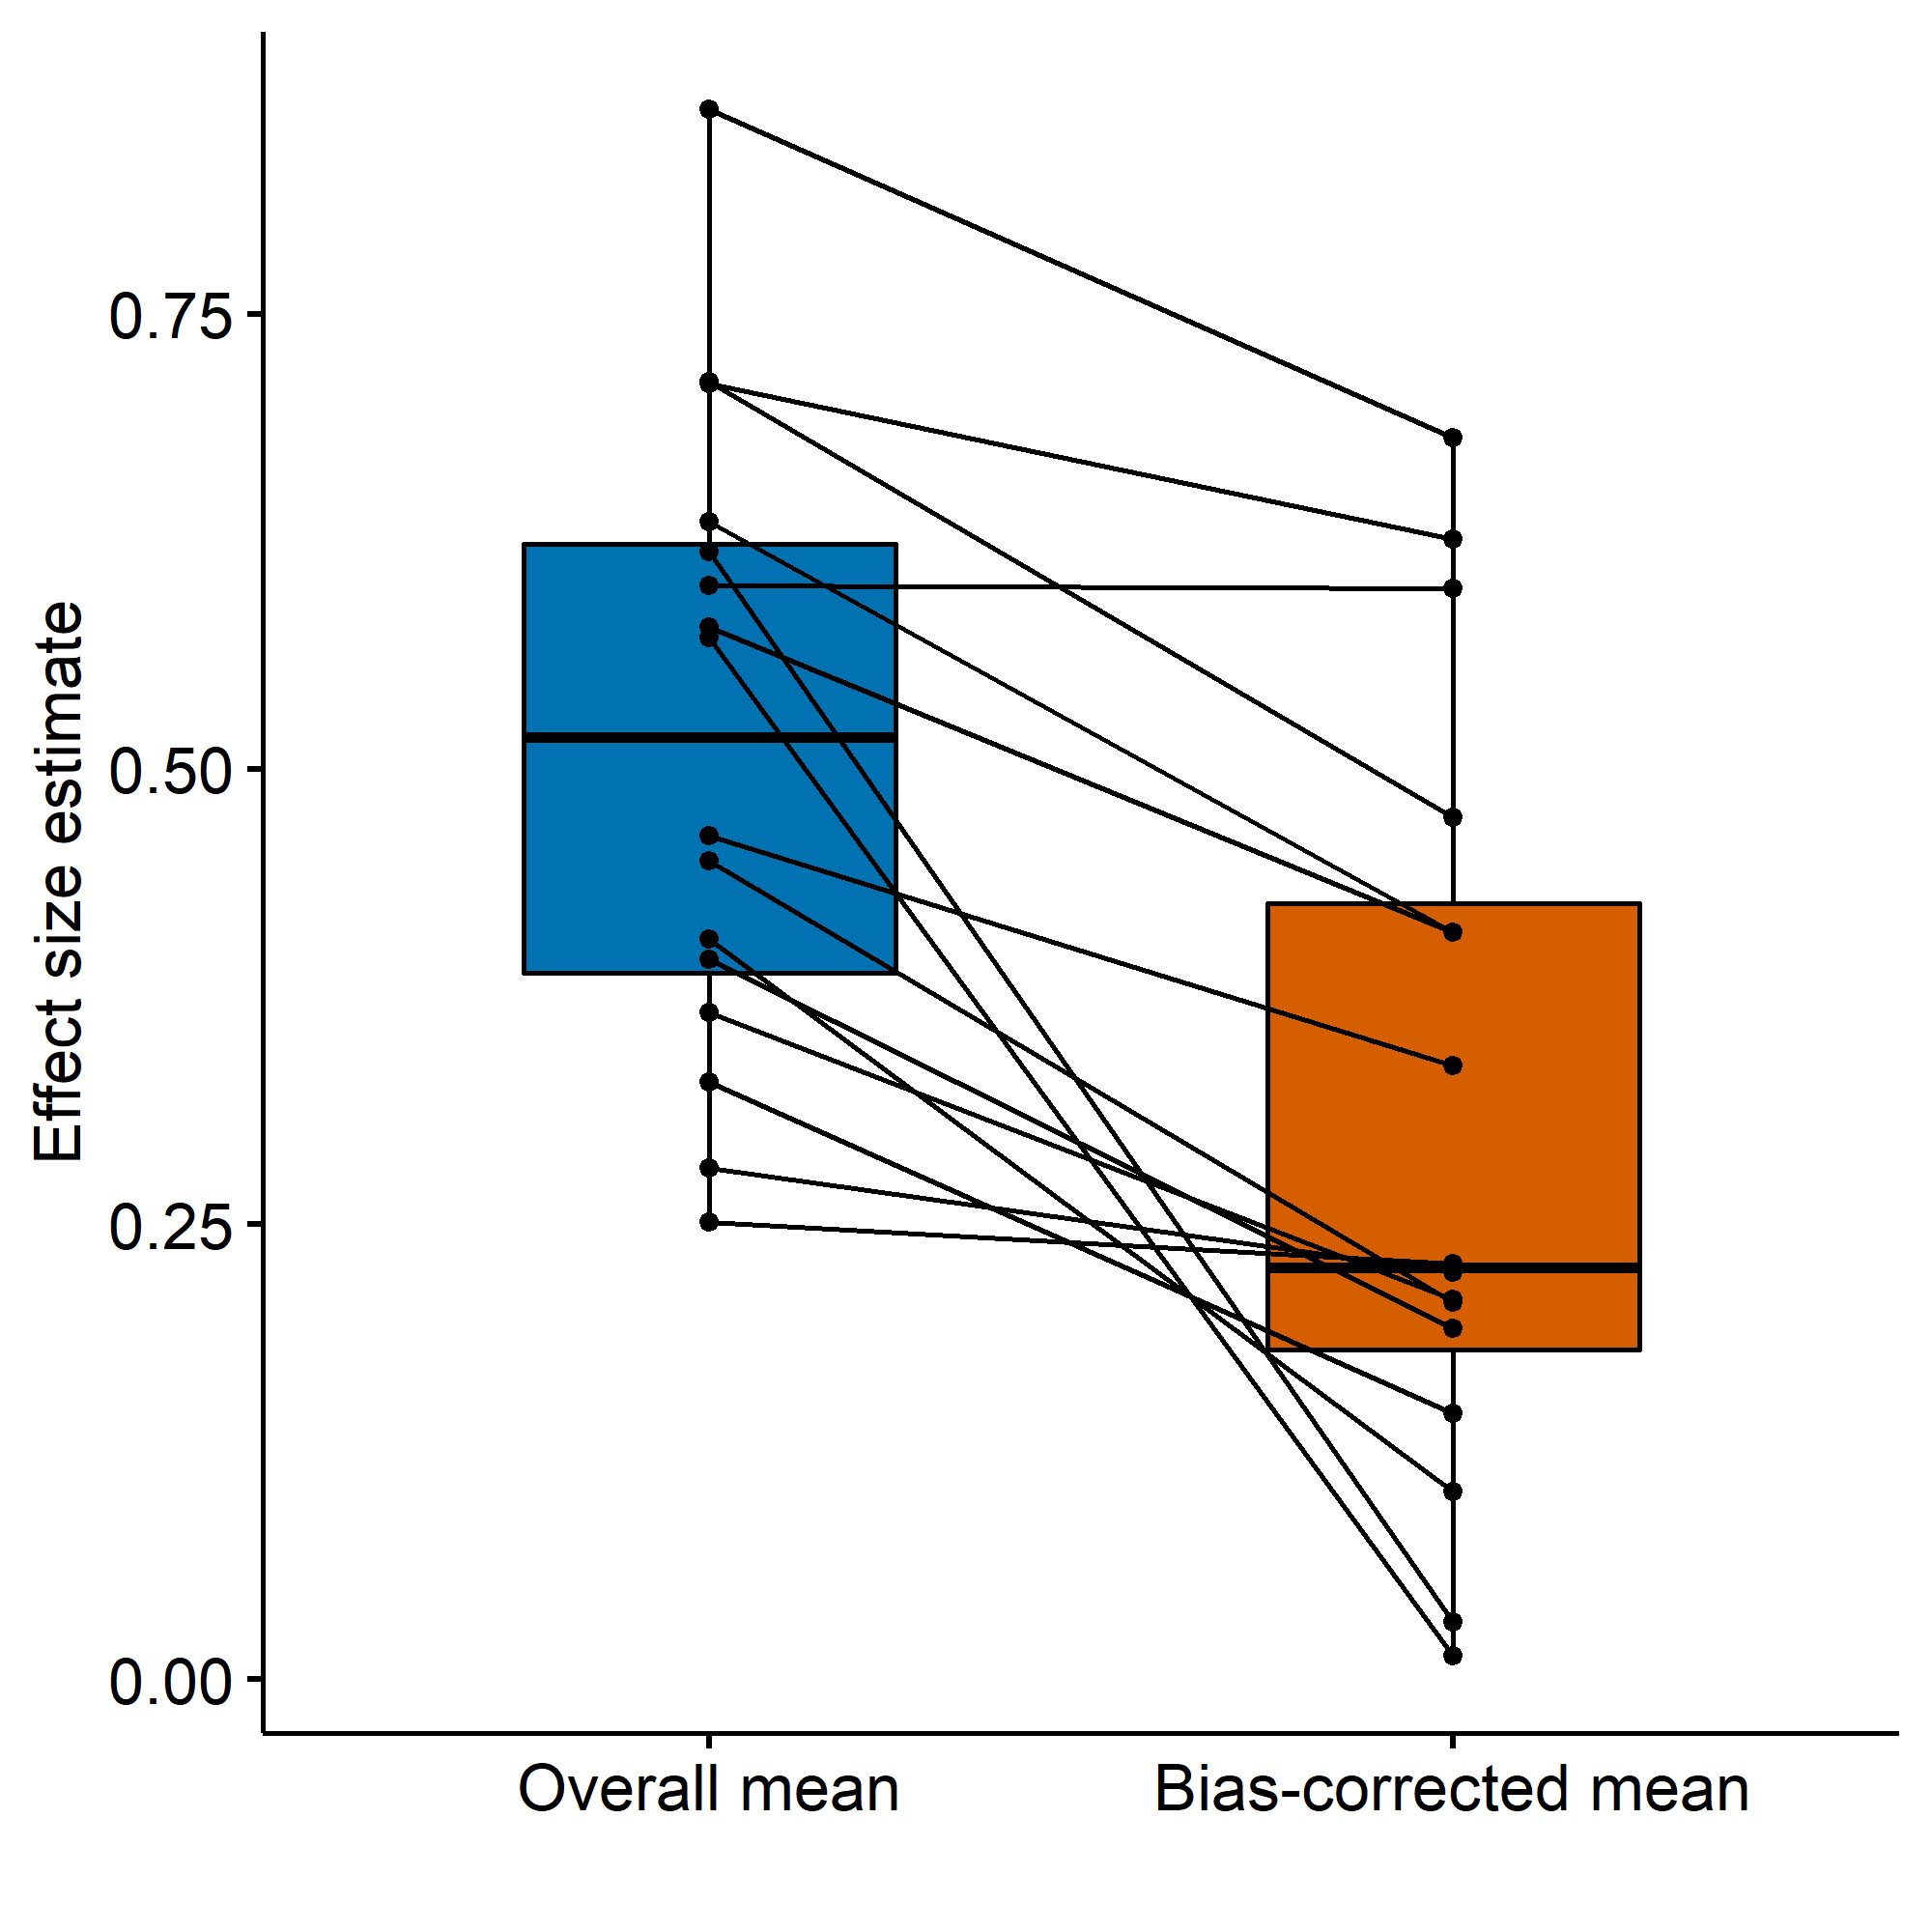 Effect size estimate
0.75
0.50
0.25
0.00
Overall mean
Bias-corrected mean